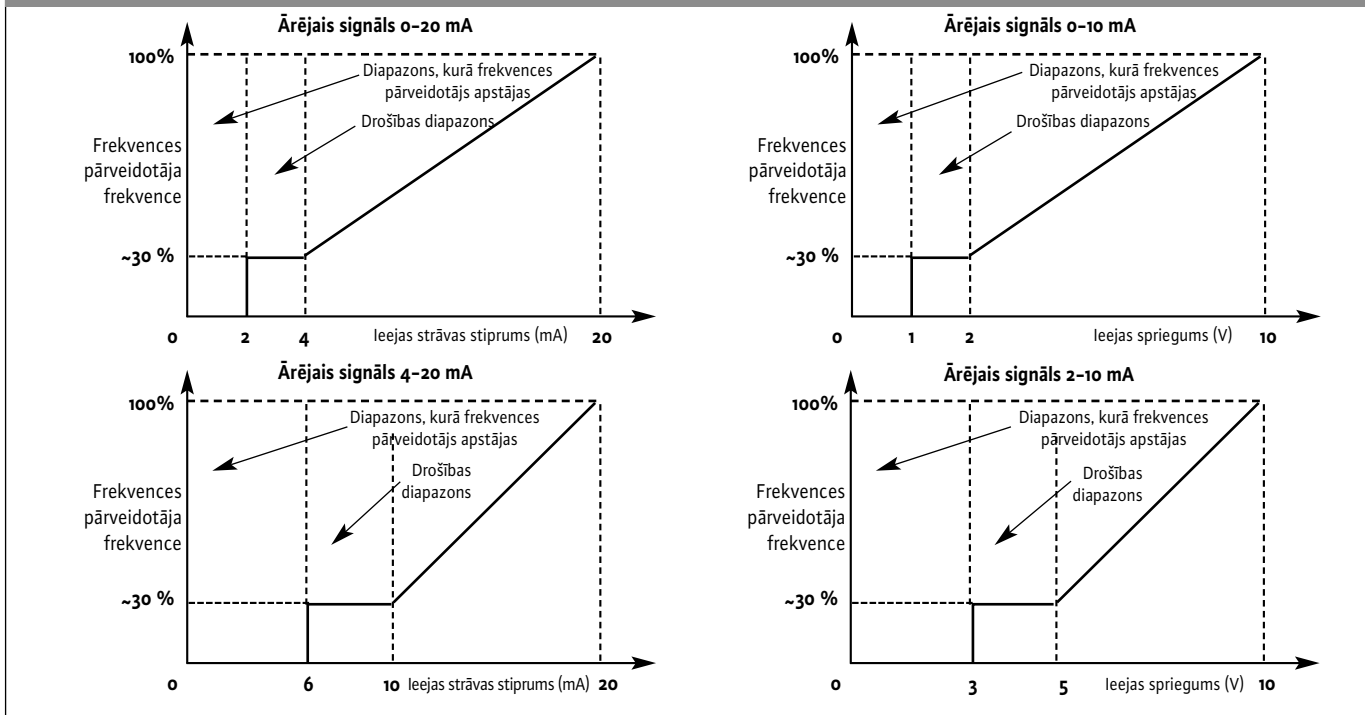 Ārējais signāls 0–20 mA
100%
Diapazons, kurā frekvences
pārveidotājs apstājas
Drošības diapazons
Frekvences
pārveidotāja
frekvence
~30 %
0
2
4
Ieejas strāvas stiprums (mA)
20
Ārējais signāls 0–10 mA
100%
Diapazons, kurā frekvences
pārveidotājs apstājas
Drošības diapazons
Frekvences
pārveidotāja
frekvence
~30 %
0
1
2
Ieejas spriegums (V)
10
Ārējais signāls 4–20 mA
100%
Diapazons, kurā frekvences
pārveidotājs apstājas
Drošības
diapazons
Frekvences
pārveidotāja
frekvence
~30 %
0
6
10
Ieejas strāvas stiprums (mA)
20
Ārējais signāls 2–10 mA
100%
Diapazons, kurā frekvences
pārveidotājs apstājas
Drošības
diapazons
Frekvences
pārveidotāja
frekvence
~30 %
0
3
5
Ieejas spriegums (V)
10